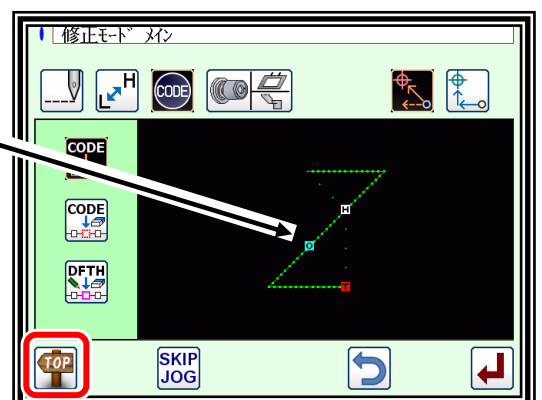 修正ﾓｰﾄﾞ ﾒｲﾝ
H
L
CODE
CODE
CODE
DFTH
H
O
T
TOP
SKIP
JOG